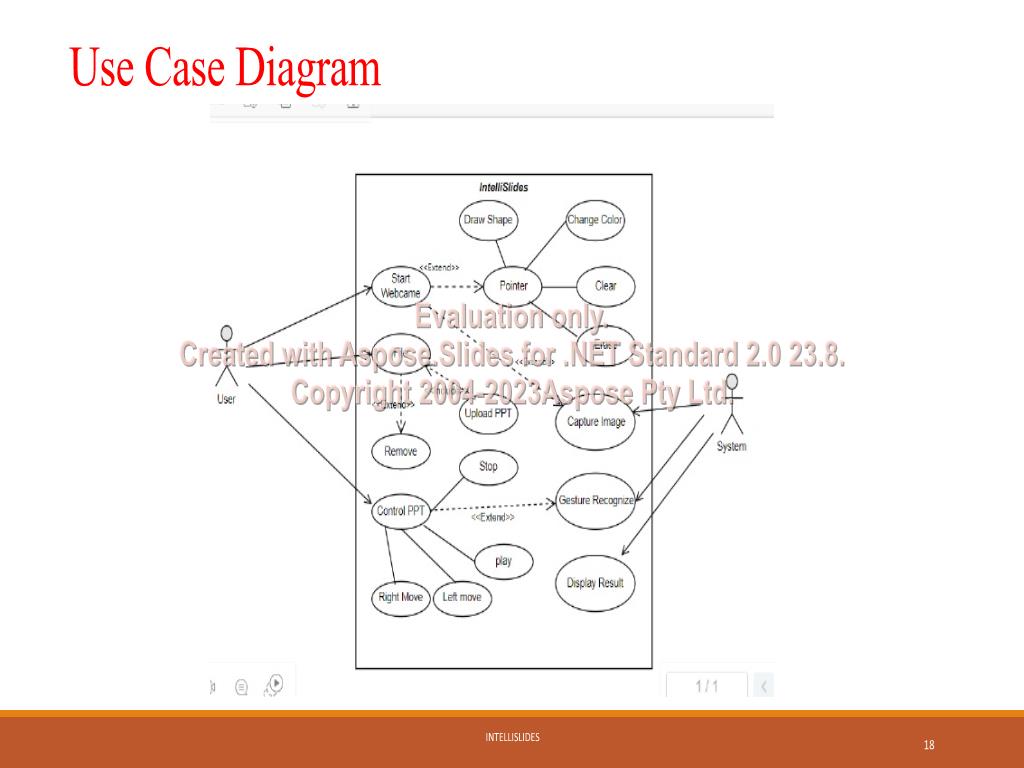 Use Case Diagram
IntelliSlides
Draw Shape
Change Color
<<Extend>>
Start
Webcame
Pointer
Clear
Evaluation only.
Created with Aspose.Slides for .NET Standard 2.0 23.8.
Copyright 2004-2023Aspose Pty Ltd.
User
<<Extend>>
Upload PPT
Capture Image
System
Remove
Stop
Control PPT
Gesture Recognize
<<Extend>>
play
Display Result
Right Move
Left move
1 / 1
INTELLISLIDES
18